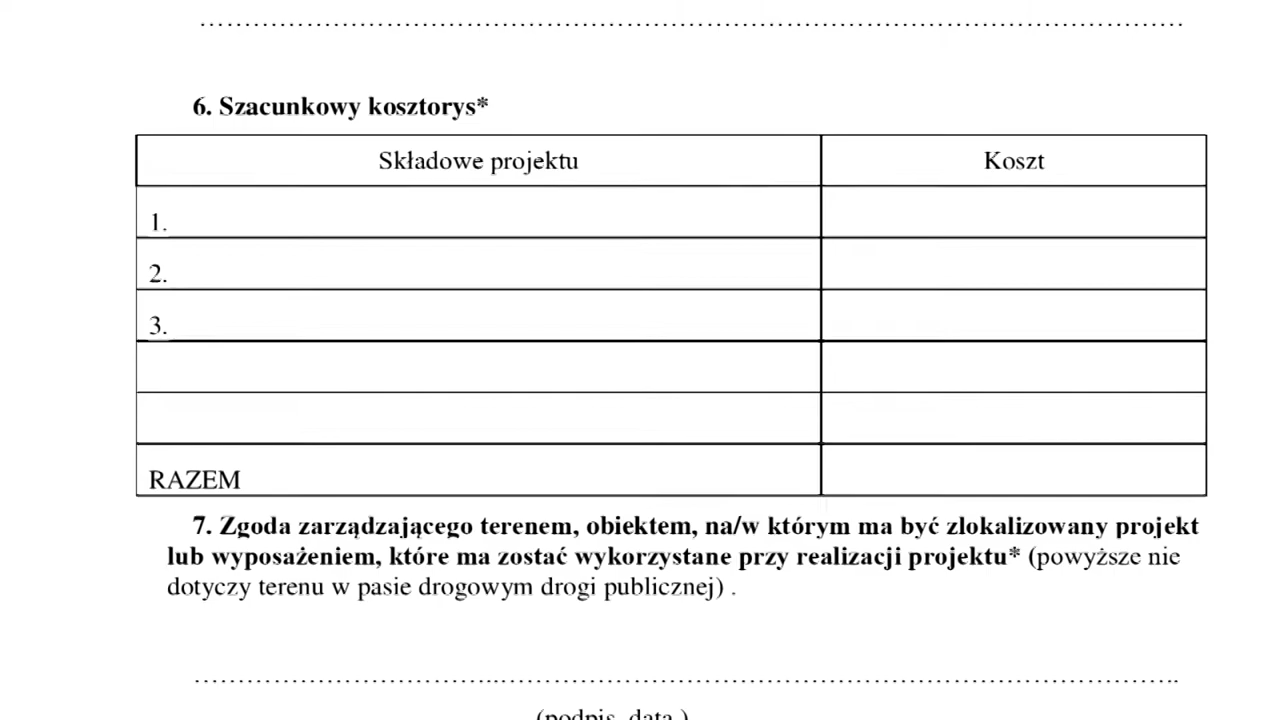 6. Szacunkowy kosztorys*
Składowe projektu Koszt
1.
2.
3.
RAZEM
7. Zgoda zarządzającego terenem, obiektem, na/w którym ma być zlokalizowany projekt
lub wyposażeniem, które ma zostać wykorzystane przy realizacji projektu* (powyższe nie
dotyczy terenu w pasie drogowym drogi publicznej) .
(podpis, data )